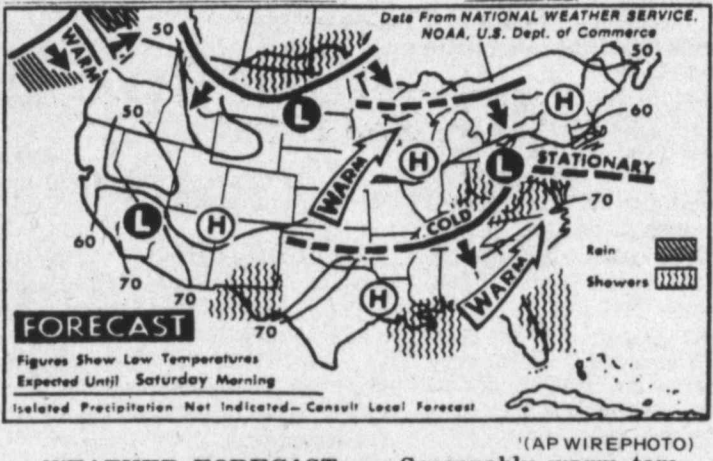 Data From NATIONAL WEATHER SERVICE,
NOAA, U.S. Dept. of Commerce
WARM
50
50
50
60
H
L
H
L
STATIONARY
WARM
COLD
70
L
H
60
70
70
70
H
WARM
Rain
Showers
FORECAST
Figures Show Low Temperatures
Expected Until Saturday Morning
Isolated Precipitation Not Indicated— Consult Local Forecast
(AP WIREPHOTO)